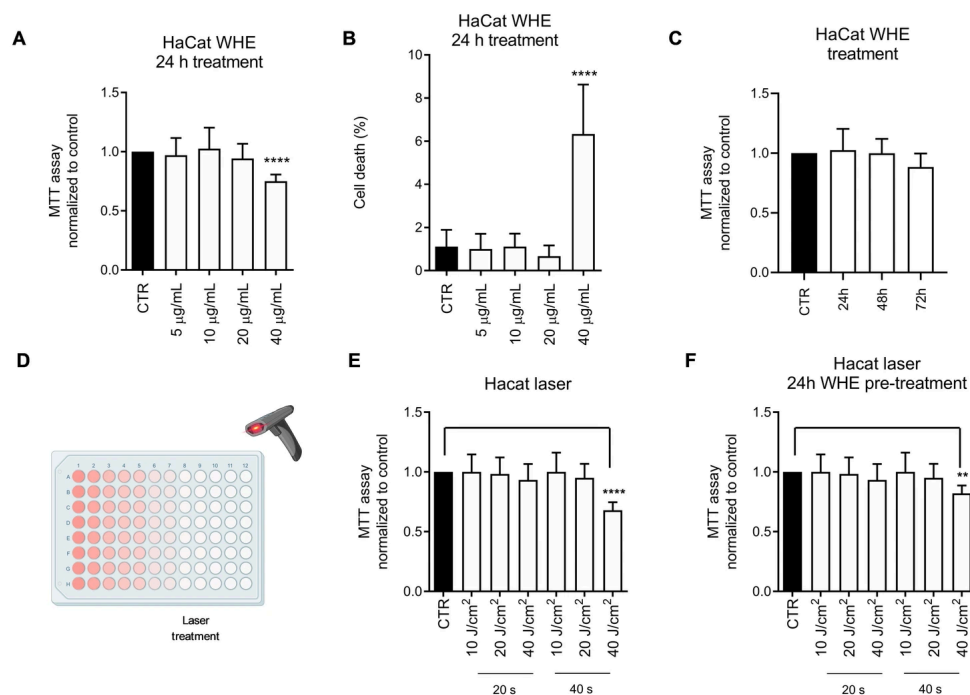 A
HaCat WHE
24 h treatment
MTT assay
normalized to control
1.5
1.0
0.5
0.0
****
CTR
5 µg/mL
10 µg/mL
20 µg/mL
40 µg/mL
B
HaCat WHE
24 h treatment
Cell death (%)
10
8
6
4
2
0
****
CTR
5 µg/mL
10 µg/mL
20 µg/mL
40 µg/mL
C
HaCat WHE
treatment
MTT assay
normalized to control
1.5
1.0
0.5
0.0
CTR
24h
48h
72h
D
1 2 3 4 5 6 7 8 9 10 11 12
A
B
C
D
E
F
G
H
Laser
treatment
E
Hacat laser
MTT assay
normalized to control
1.5
1.0
0.5
0.0
****
CTR
10 J/cm²
20 J/cm²
40 J/cm²
10 J/cm²
20 J/cm²
40 J/cm²
20 s
40 s
F
Hacat laser
24h WHE pre-treatment
MTT assay
normalized to control
1.5
1.0
0.5
0.0
**
CTR
10 J/cm²
20 J/cm²
40 J/cm²
10 J/cm²
20 J/cm²
40 J/cm²
20 s
40 s